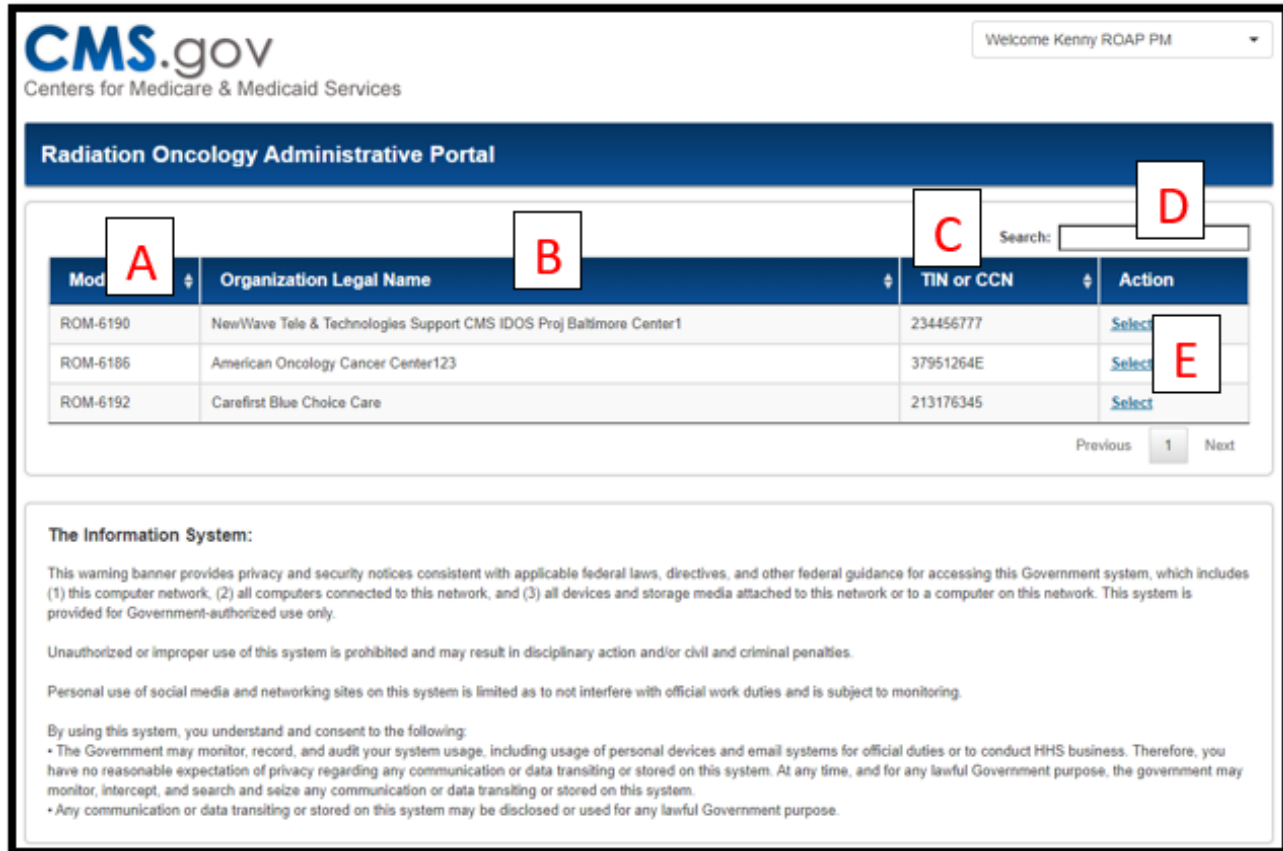 CMS.gov
Centers for Medicare & Medicaid Services
Welcome Kenny ROAP PM
Radiation Oncology Administrative Portal
D
A
B
C
Search:
Mod
Organization Legal Name
TIN or CCN
Action
ROM-6190 NewWave Tele & Technologies Support CMS IDOS Proj Baltimore Center1 234456777 Select
ROM-6186 American Oncology Cancer Center123 37951264E Select
E
ROM-6192 Carefirst Blue Choice Care 213176345 Select
Previous 1 Next
The Information System:
This warning banner provides privacy and security notices consistent with applicable federal laws, directives, and other federal guidance for accessing this Government system, which includes
(1) this computer network, (2) all computers connected to this network, and (3) all devices and storage media attached to this network or to a computer on this network. This system is
provided for Government-authorized use only.
Unauthorized or improper use of this system is prohibited and may result in disciplinary action and/or civil and criminal penalties.
Personal use of social media and networking sites on this system is limited as to not interfere with official work duties and is subject to monitoring.
By using this system, you understand and consent to the following:
• The Government may monitor, record, and audit your system usage, including usage of personal devices and email systems for official duties or to conduct HHS business. Therefore, you
have no reasonable expectation of privacy regarding any communication or data transiting or stored on this system. At any time, and for any lawful Government purpose, the government may
monitor, intercept, and search and seize any communication or data transiting or stored on this system.
• Any communication or data transiting or stored on this system may be disclosed or used for any lawful Government purpose.